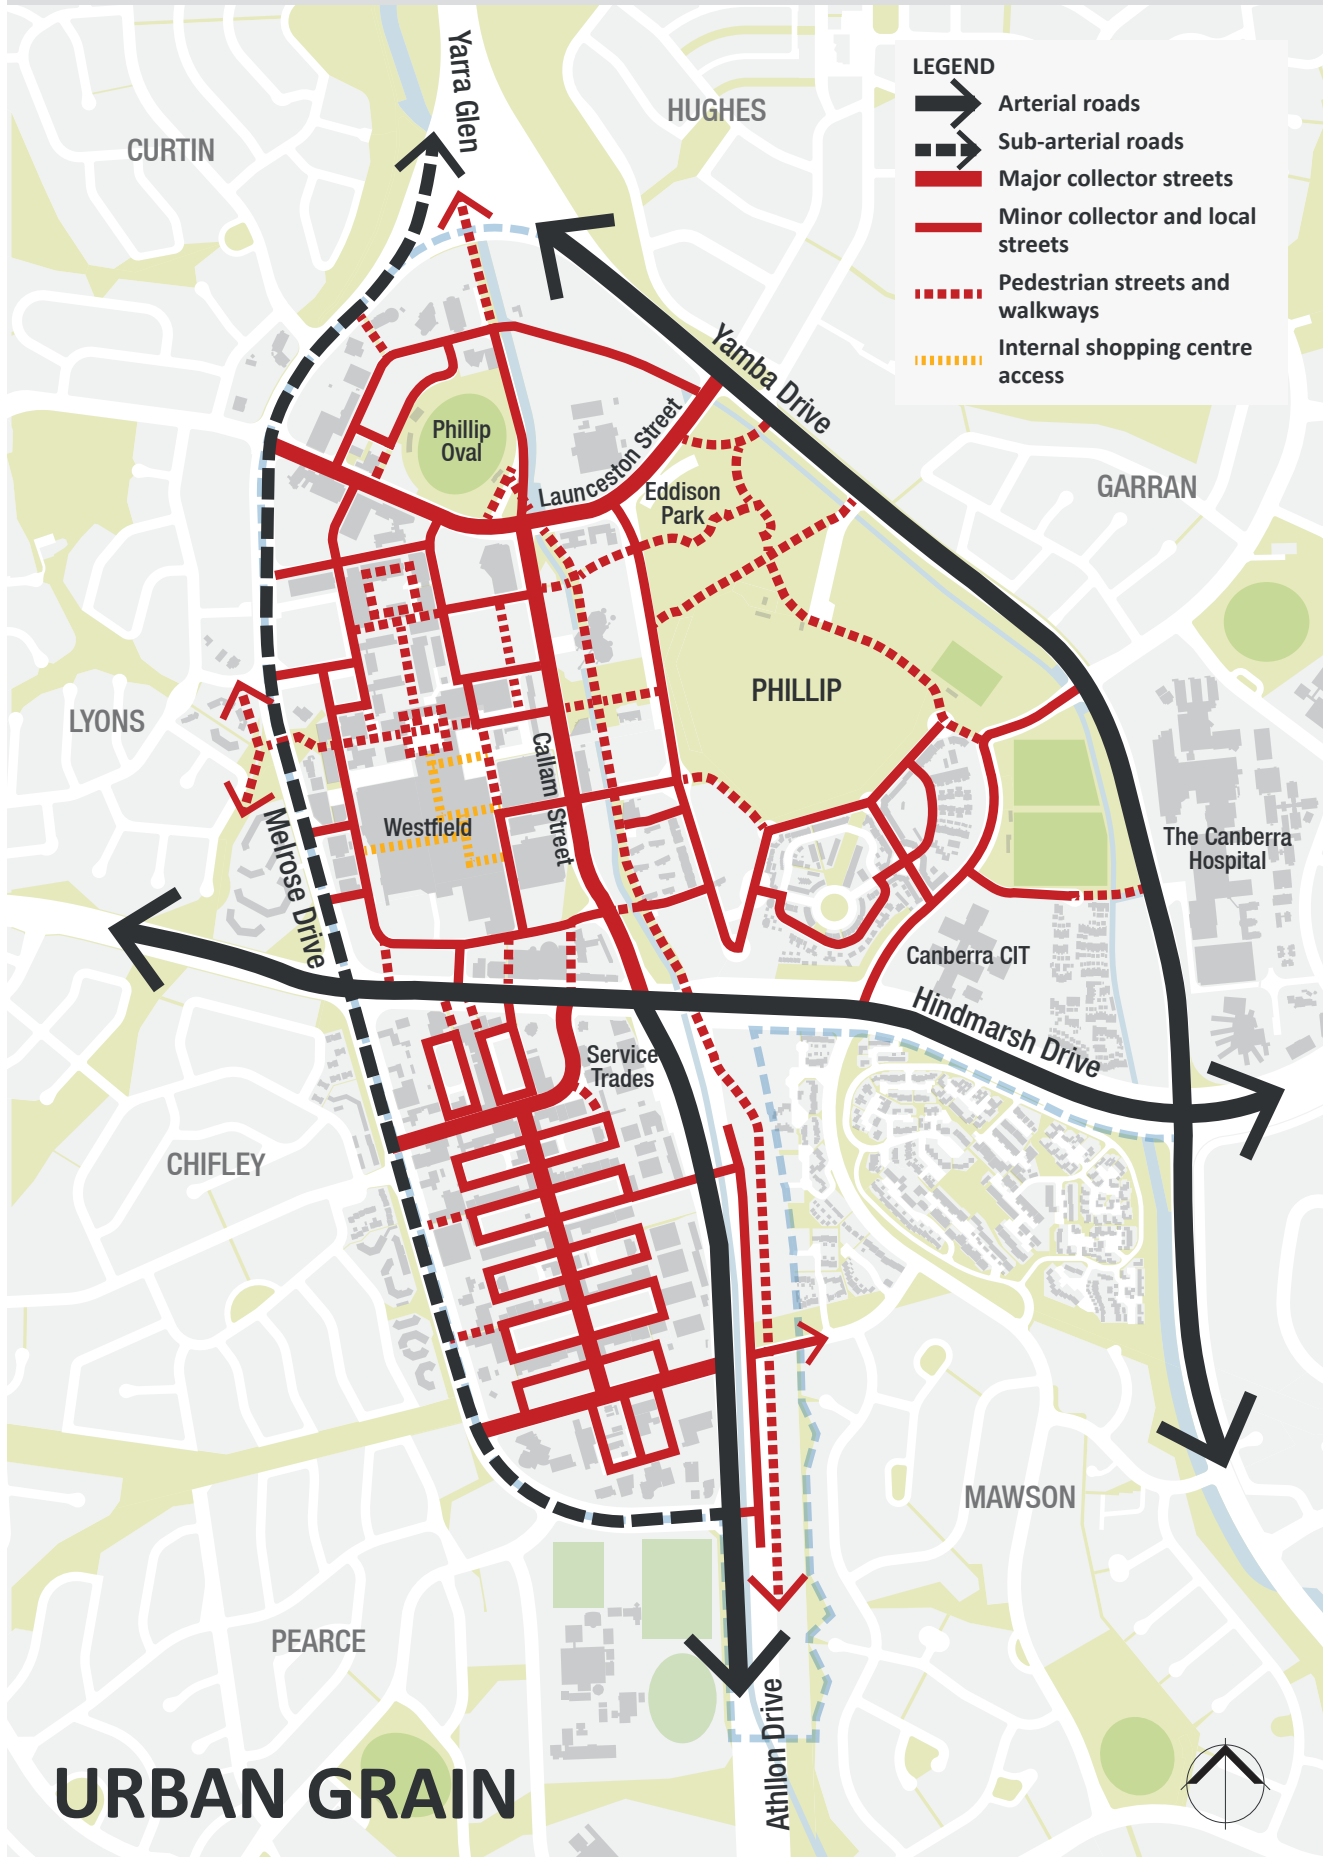 Yarra Glen
HUGHES
CURTIN
LEGEND
Arterial roads
Sub-arterial roads
Major collector streets
Minor collector and local
streets
Pedestrian streets and
walkways
Internal shopping centre
access
Yamba Drive
Phillip
Oval
Launceston Street
Eddison
Park
GARRAN
PHILLIP
LYONS
Callam Street
Westfield
Melrose Drive
The Canberra
Hospital
Canberra CIT
Hindmarsh Drive
Service
Trades
CHIFLEY
MAWSON
PEARCE
Athllon Drive
URBAN GRAIN